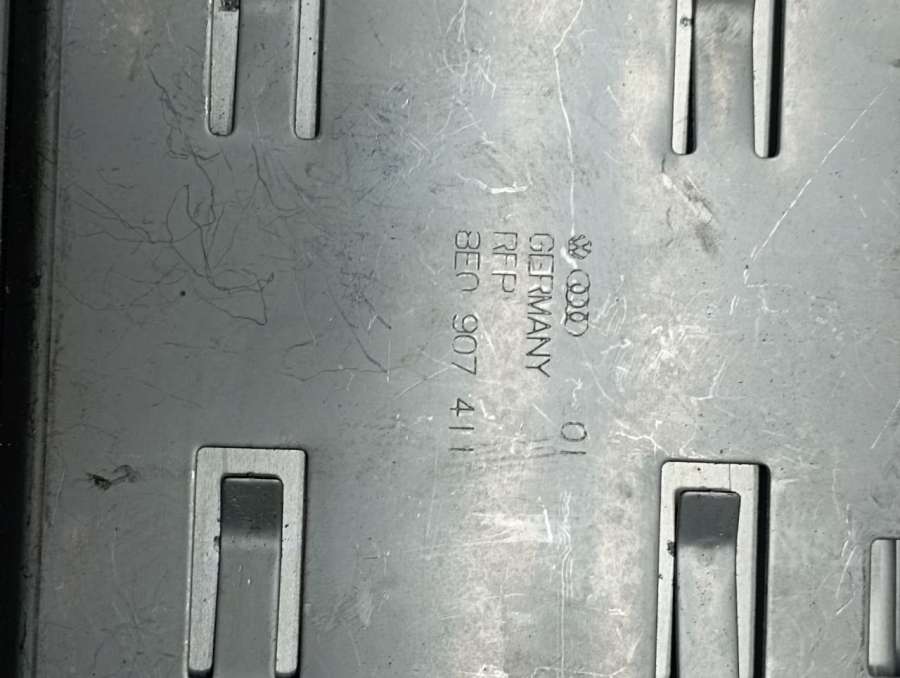 01
GERMANY
RFP
8E0 907 411